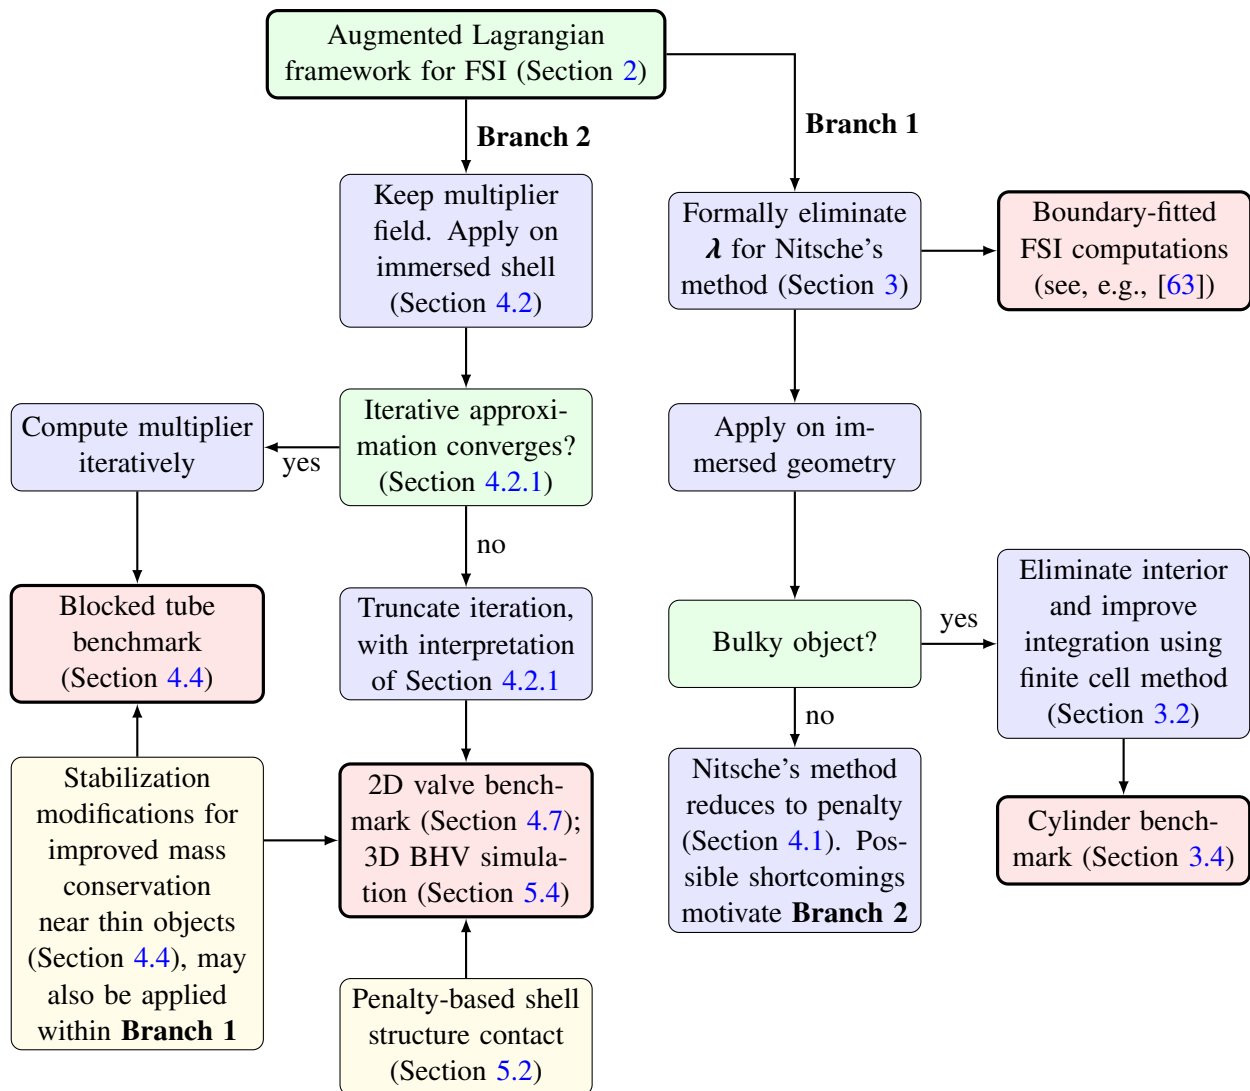 Augmented Lagrangian
framework for FSI (Section 2)
Branch 2
Branch 1
Keep multiplier
field. Apply on
immersed shell
(Section 4.2)
Formally eliminate
λ for Nitsche's
method (Section 3)
Boundary-fitted
FSI computations
(see, e.g., [63])
Compute multiplier
iteratively
yes
Iterative approxi-
mation converges?
(Section 4.2.1)
Apply on im-
mersed geometry
no
Blocked tube
benchmark
(Section 4.4)
Truncate iteration,
with interpretation
of Section 4.2.1
Bulky object?
yes
Eliminate interior
and improve
integration using
finite cell method
(Section 3.2)
no
Stabilization
modifications for
improved mass
conservation
near thin objects
(Section 4.4), may
also be applied
within Branch 1
2D valve bench-
mark (Section 4.7);
3D BHV simula-
tion (Section 5.4)
Nitsche's method
reduces to penalty
(Section 4.1). Pos-
sible shortcomings
motivate Branch 2
Cylinder bench-
mark (Section 3.4)
Penalty-based shell
structure contact
(Section 5.2)